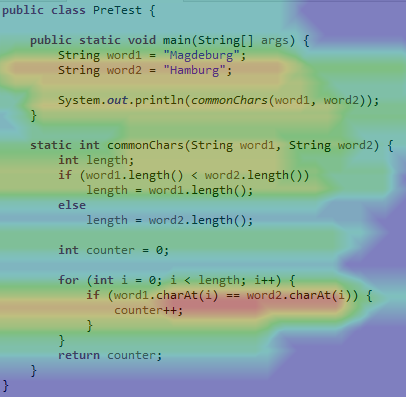 public class PreTest {
public static void main(String[] args) {
String word1 = "Magdeburg";
String word2 = "Hamburg";
System.out.println(commonChars(word1, word2));
}
static int commonChars(String word1, String word2) {
int length;
if (word1.length() < word2.length())
length = word1.length();
else
length = word2.length();
int counter = 0;
for (int i = 0; i < length; i++) {
if (word1.charAt(i) == word2.charAt(i)) {
counter++;
}
}
return counter;
}
}